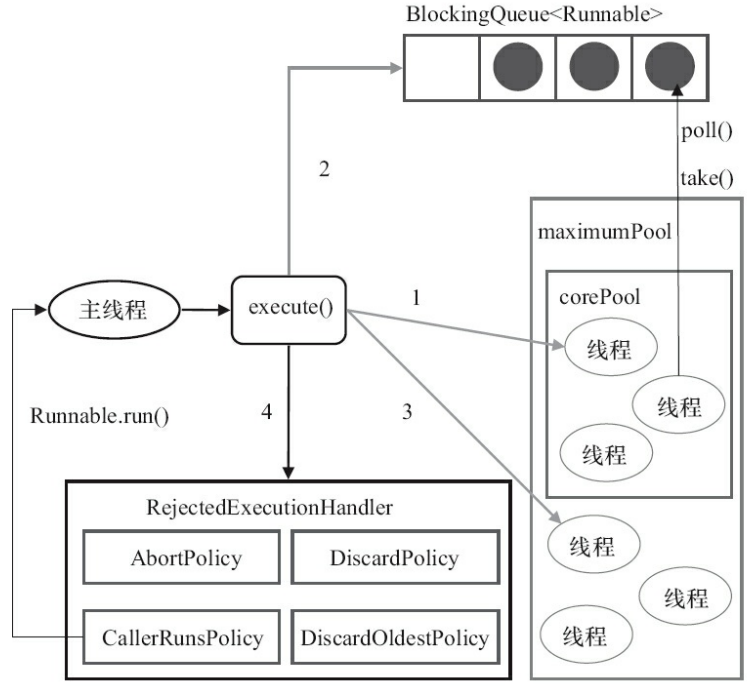 BlockingQueue<Runnable>
poll()
2
take()
maximumPool
corePool
主线程
execute()
1
线程
线程
Runnable.run()
4
3
线程
RejectedExecutionHandler
AbortPolicy
DiscardPolicy
线程
线程
CallerRunsPolicy
DiscardOldestPolicy
线程